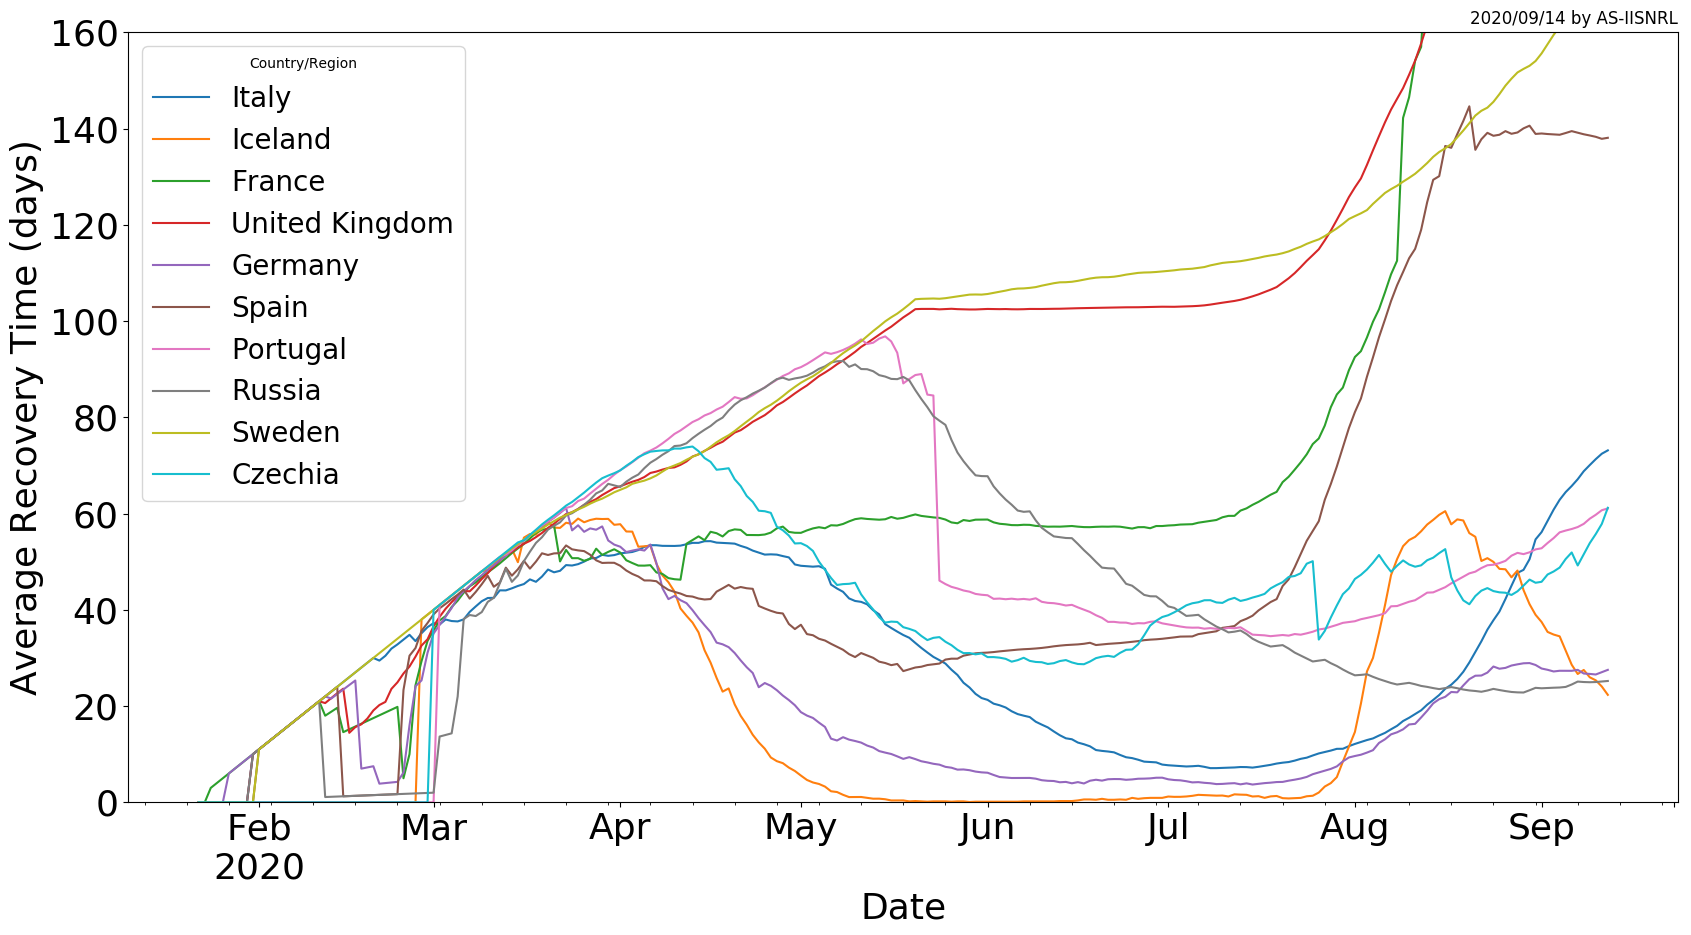 2020/09/14 by AS-IISNRL
160
140
120
100
80
60
40
20
0
Average Recovery Time (days)
Country/Region
Italy
Iceland
France
United Kingdom
Germany
Spain
Portugal
Russia
Sweden
Czechia
Feb
2020
Mar
Apr
May
Jun
Jul
Aug
Sep
Date